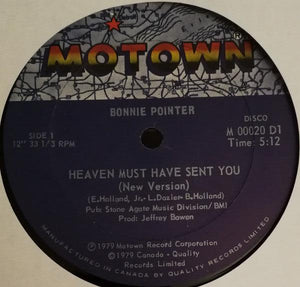 MOTOWN
BONNIE POINTER
DISCO
SIDE 1
M 00020 D1
12" 33 1/3 RPM
Time: 5:12
HEAVEN MUST HAVE SENT YOU
(New Version)
(E.Holland, Jr.- L.Dozier- B.Holland)
Pub: Stone Agate Music Division/BMI
Prod: Jeffrey Bowen
℗1979 Motown Record Corporation
©1979 Canada - Quality
Records Limited
MANUFACTURED IN CANADA BY QUALITY RECORDS LIMITED